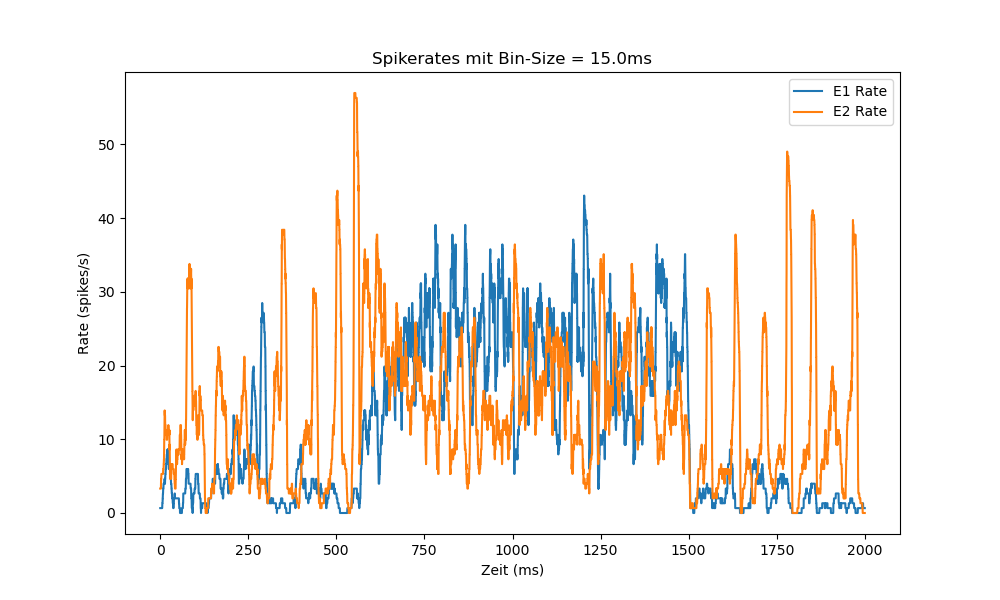 Spikerates mit Bin-Size = 15.0ms
E1 Rate
E2 Rate
Rate (spikes/s)
50
40
30
20
10
0
0 250 500 750 1000 1250 1500 1750 2000
Zeit (ms)